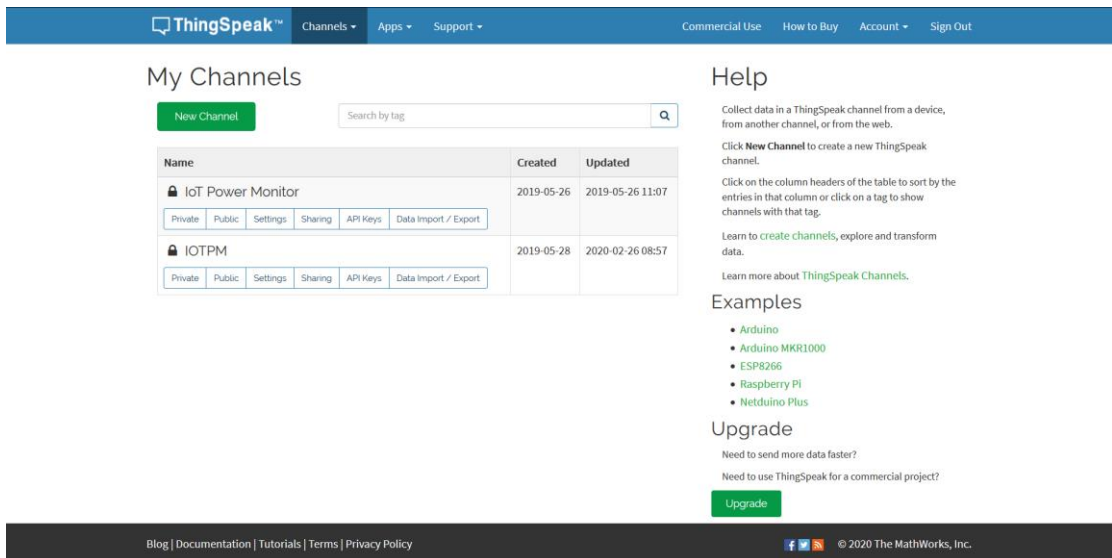 ThingSpeak™ Channels Apps Support Commercial Use How to Buy Account Sign Out
My Channels
New Channel
Search by tag
Name Created Updated
IoT Power Monitor 2019-05-26 2019-05-26 11:07
Private Public Settings Sharing API Keys Data Import / Export
IOTPM 2019-05-28 2020-02-26 08:57
Private Public Settings Sharing API Keys Data Import / Export
Help
Collect data in a ThingSpeak channel from a device,
from another channel, or from the web.
Click New Channel to create a new ThingSpeak
channel.
Click on the column headers of the table to sort by the
entries in that column or click on a tag to show
channels with that tag.
Learn to create channels, explore and transform
data.
Learn more about ThingSpeak Channels.
Examples
Arduino
Arduino MKR1000
ESP8266
Raspberry Pi
Netduino Plus
Upgrade
Need to send more data faster?
Need to use ThingSpeak for a commercial project?
Upgrade
Blog | Documentation | Tutorials | Terms | Privacy Policy
© 2020 The MathWorks, Inc.